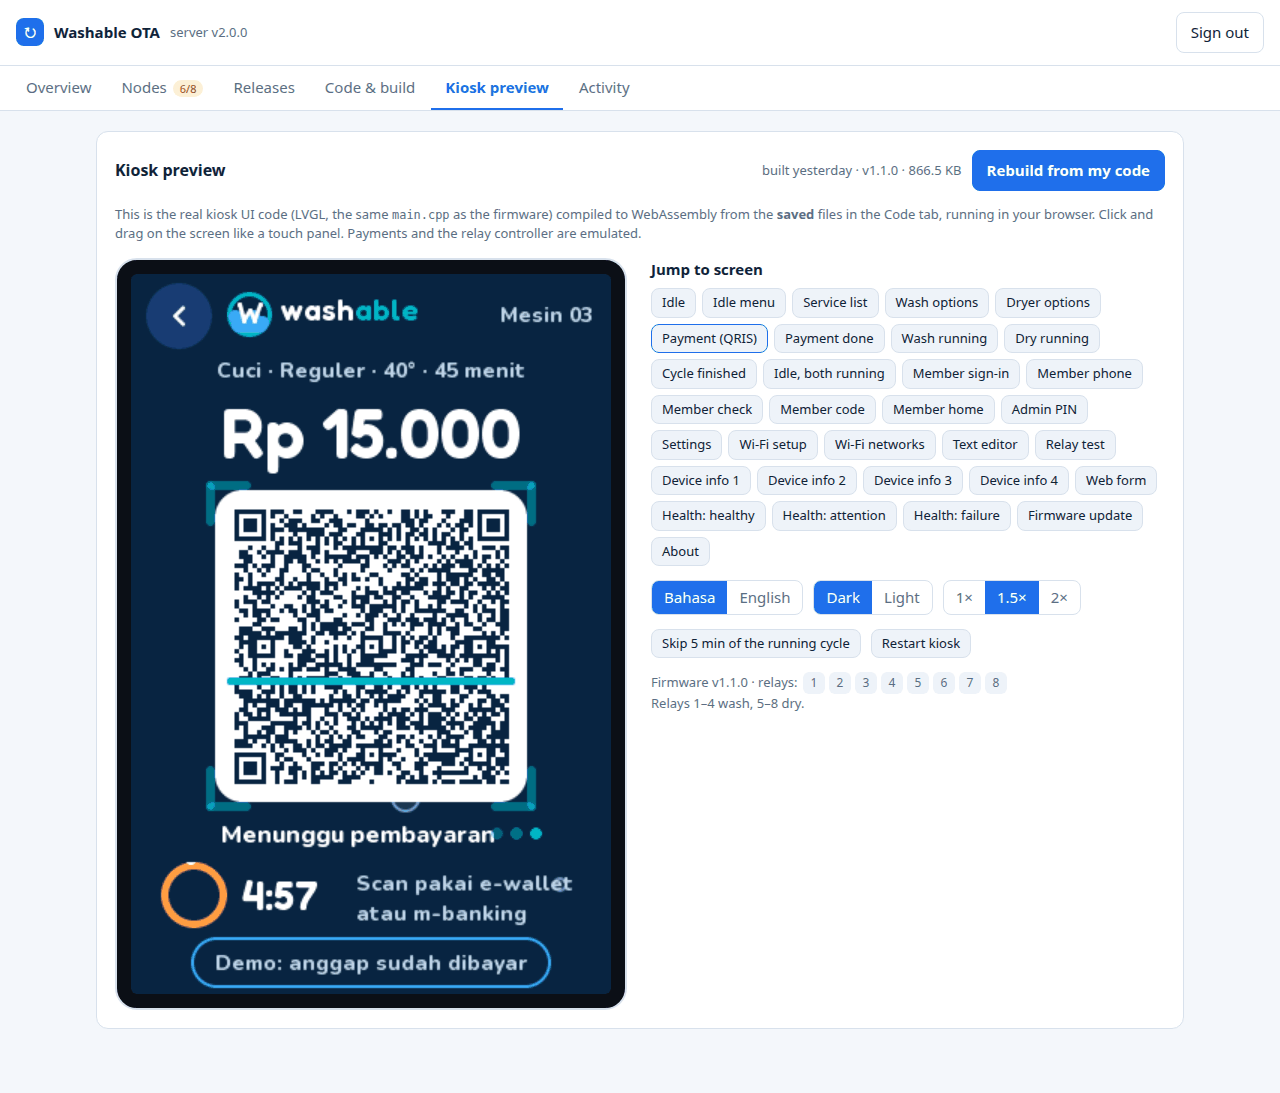 Washable OTA server v2.0.0
Sign out
Overview Nodes 6/8 Releases Code & build Kiosk preview Activity
Kiosk preview
built yesterday · v1.1.0 · 866.5 KB
Rebuild from my code
This is the real kiosk UI code (LVGL, the same main.cpp as the firmware) compiled to WebAssembly from the saved files in the Code tab, running in your browser. Click and
drag on the screen like a touch panel. Payments and the relay controller are emulated.
W washable
Mesin 03
Cuci · Reguler · 40° · 45 menit
Rp 15.000
Menunggu pembayaran
4:57
Scan pakai e-wallet
atau m-banking
Demo: anggap sudah dibayar
Jump to screen
Idle Idle menu Service list Wash options Dryer options
Payment (QRIS) Payment done Wash running Dry running
Cycle finished Idle, both running Member sign-in Member phone
Member check Member code Member home Admin PIN
Settings Wi-Fi setup Wi-Fi networks Text editor Relay test
Device info 1 Device info 2 Device info 3 Device info 4 Web form
Health: healthy Health: attention Health: failure Firmware update
About
Bahasa English Dark Light 1× 1.5× 2×
Skip 5 min of the running cycle Restart kiosk
Firmware v1.1.0 · relays: 1 2 3 4 5 6 7 8
Relays 1–4 wash, 5–8 dry.